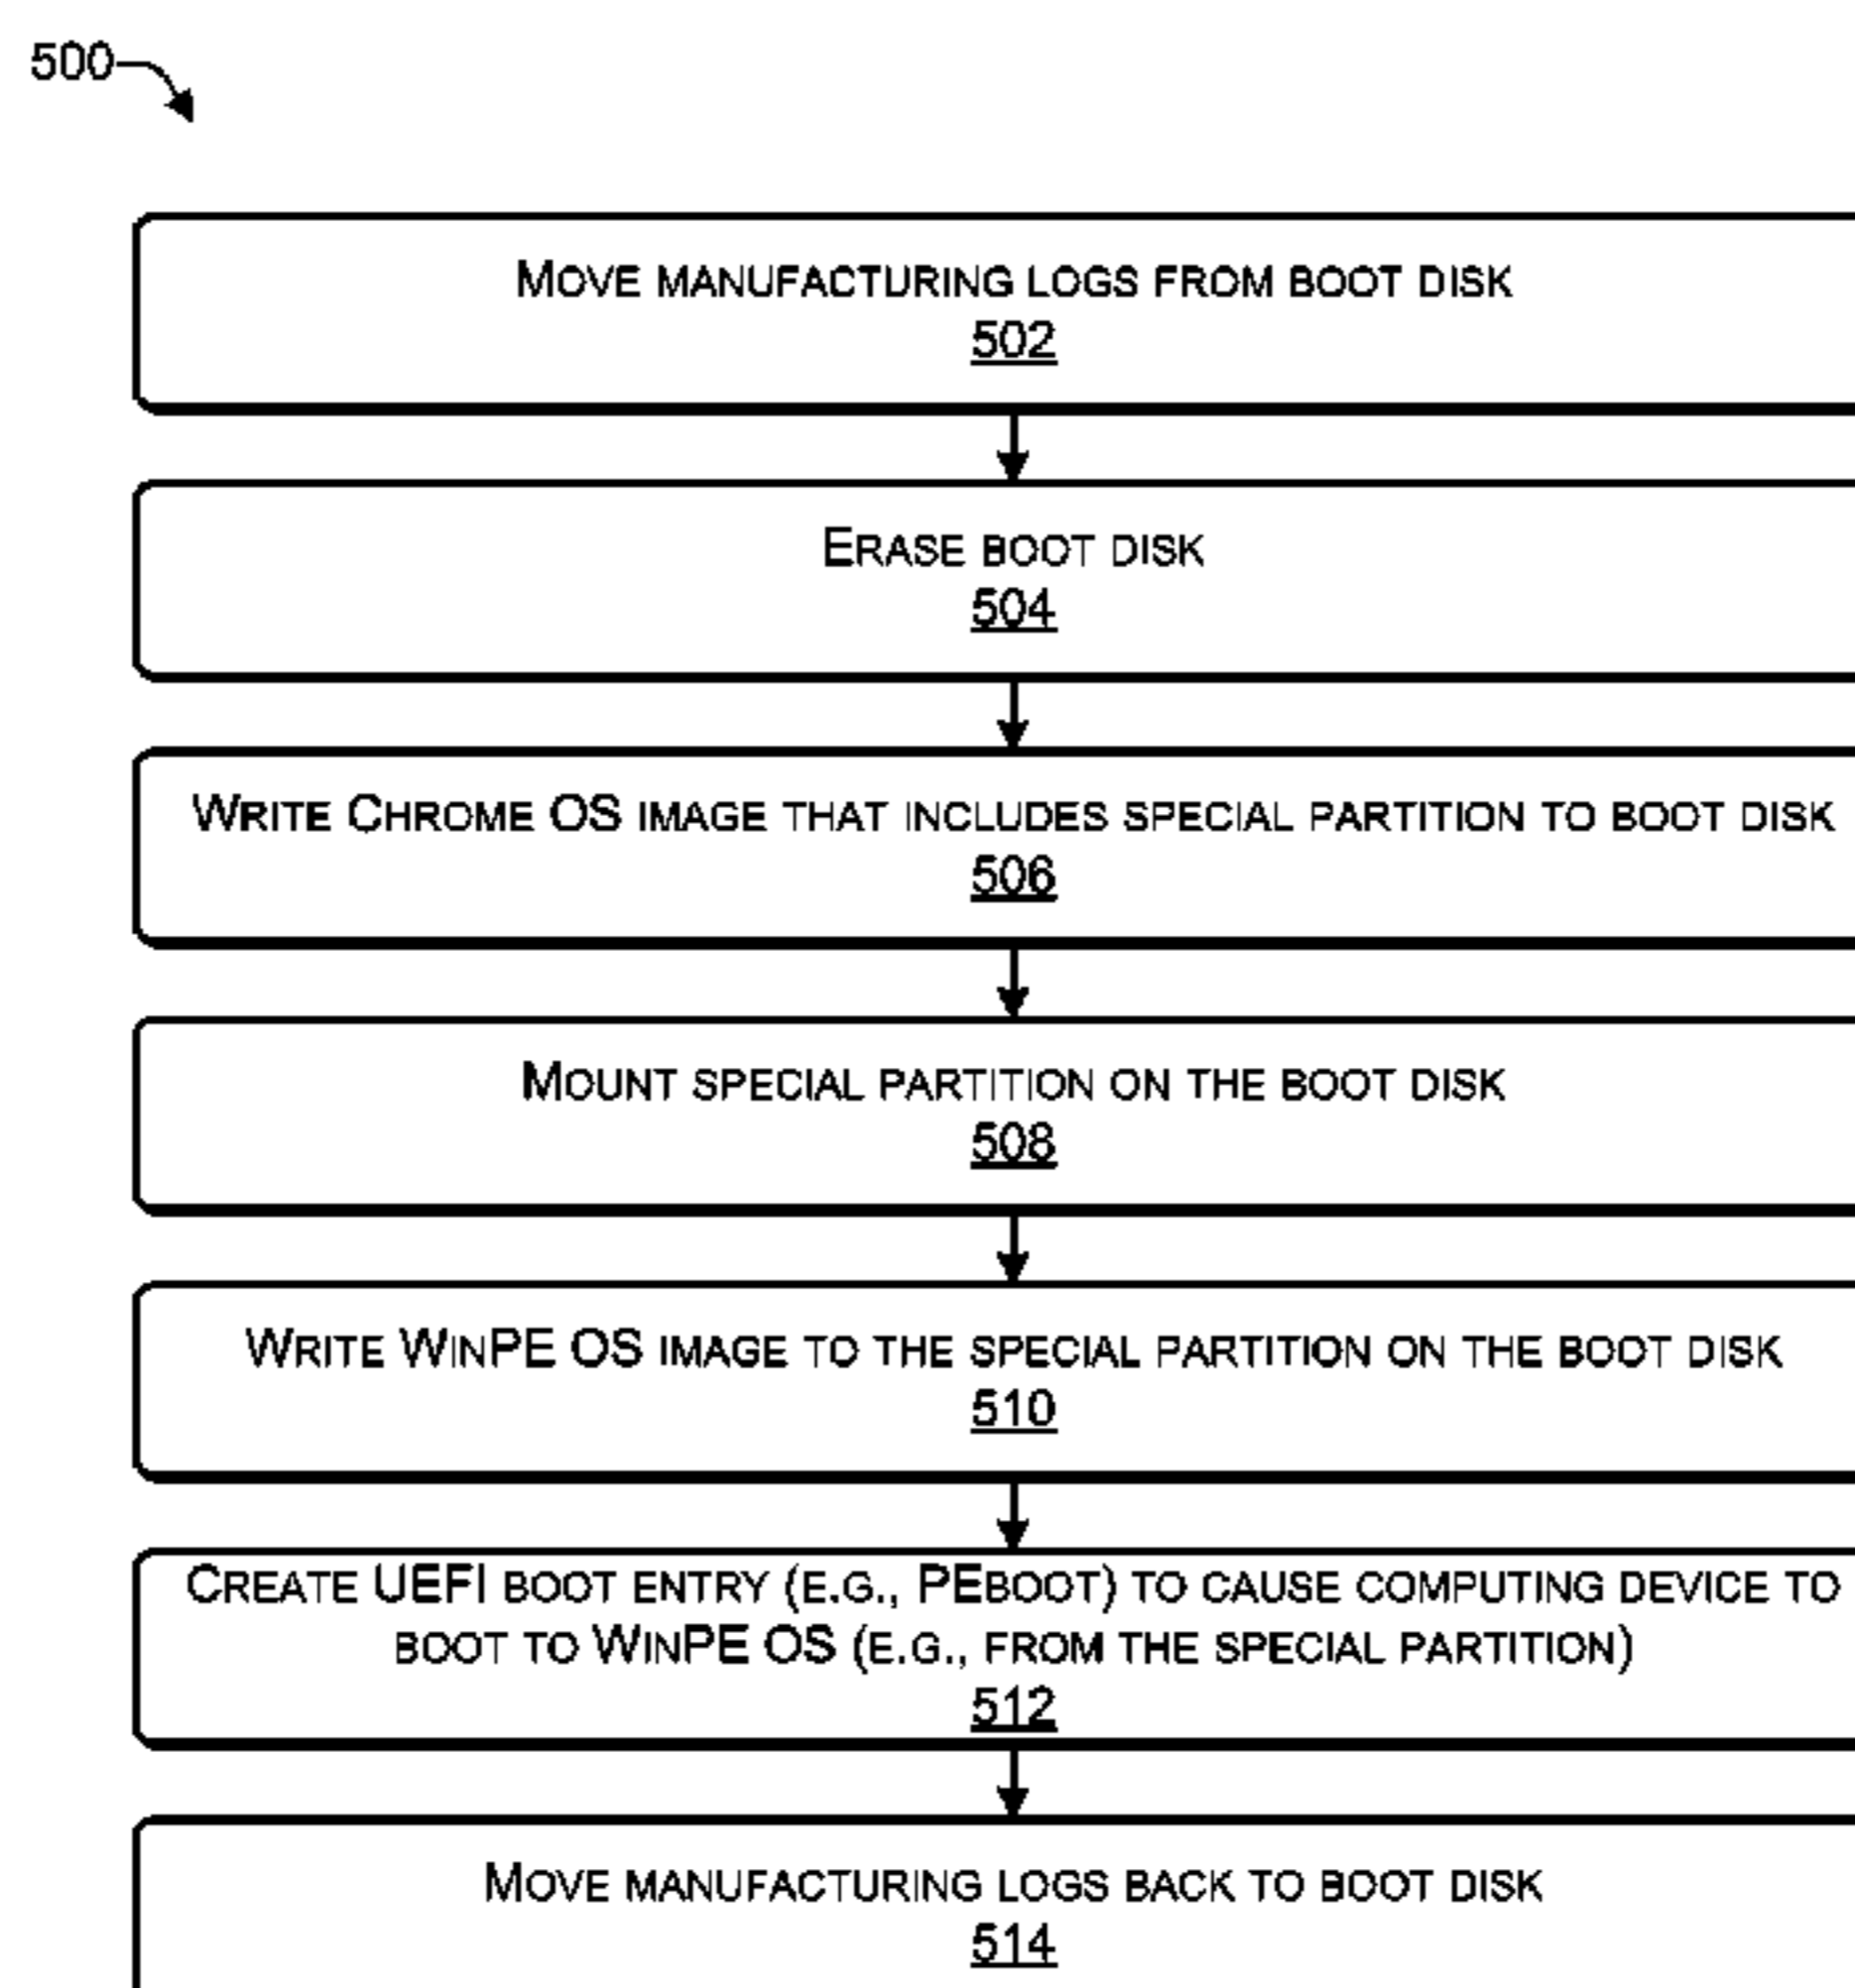 500
MOVE MANUFACTURING LOGS FROM BOOT DISK
502
ERASE BOOT DISK
504
WRITE CHROME OS IMAGE THAT INCLUDES SPECIAL PARTITION TO BOOT DISK
506
MOUNT SPECIAL PARTITION ON THE BOOT DISK
508
WRITE WINPE OS IMAGE TO THE SPECIAL PARTITION ON THE BOOT DISK
510
CREATE UEFI BOOT ENTRY (E.G., PEBOOT) TO CAUSE COMPUTING DEVICE TO
BOOT TO WINPE OS (E.G., FROM THE SPECIAL PARTITION)
512
MOVE MANUFACTURING LOGS BACK TO BOOT DISK
514